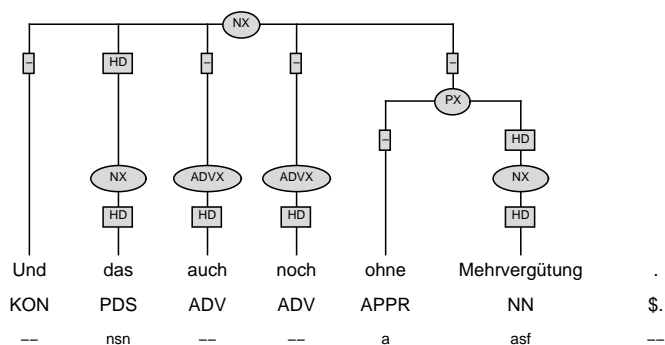 NX
– HD – – –
PX
– HD
NX ADVX ADVX NX
HD HD HD HD
Und das auch noch ohne Mehrvergütung .
KON PDS ADV ADV APPR NN $.
–– nsn –– –– a asf ––